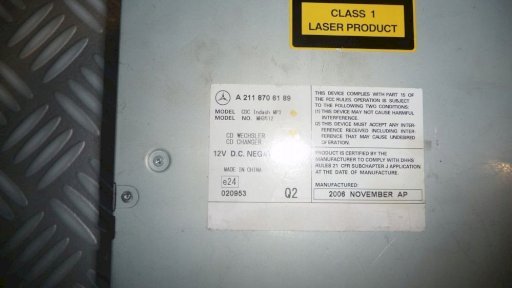 CLASS 1
LASER PRODUCT
A 211 870 61 89
MODEL CDC Indash MP3
MODEL NO.
CD WECHSLER
CD CHANGER
12V D.C. NEG
MADE IN CHINA
e24
020953
Q2
THIS DEVICE COMPLIES WITH PART 15 OF
THE FCC RULES. OPERATION IS SUBJECT
TO THE FOLLOWING TWO CONDITIONS:
(1) THIS DEVICE MAY NOT CAUSE HARMFUL
INTERFERENCE.
(2) THIS DEVICE MUST ACCEPT ANY INTER-
FERENCE RECEIVED INCLUDING INTER-
FERENCE THAT MAY CAUSE UNDESIRED
OPERATION.
PRODUCT IS CERTIFIED BY THE
MANUFACTURER TO COMPLY WITH DHHS
RULES 21 CFR SUBCHAPTER J APPLICATION
AT THE DATE OF MANUFACTURE.
MANUFACTURED:
2006 NOVEMBER AP